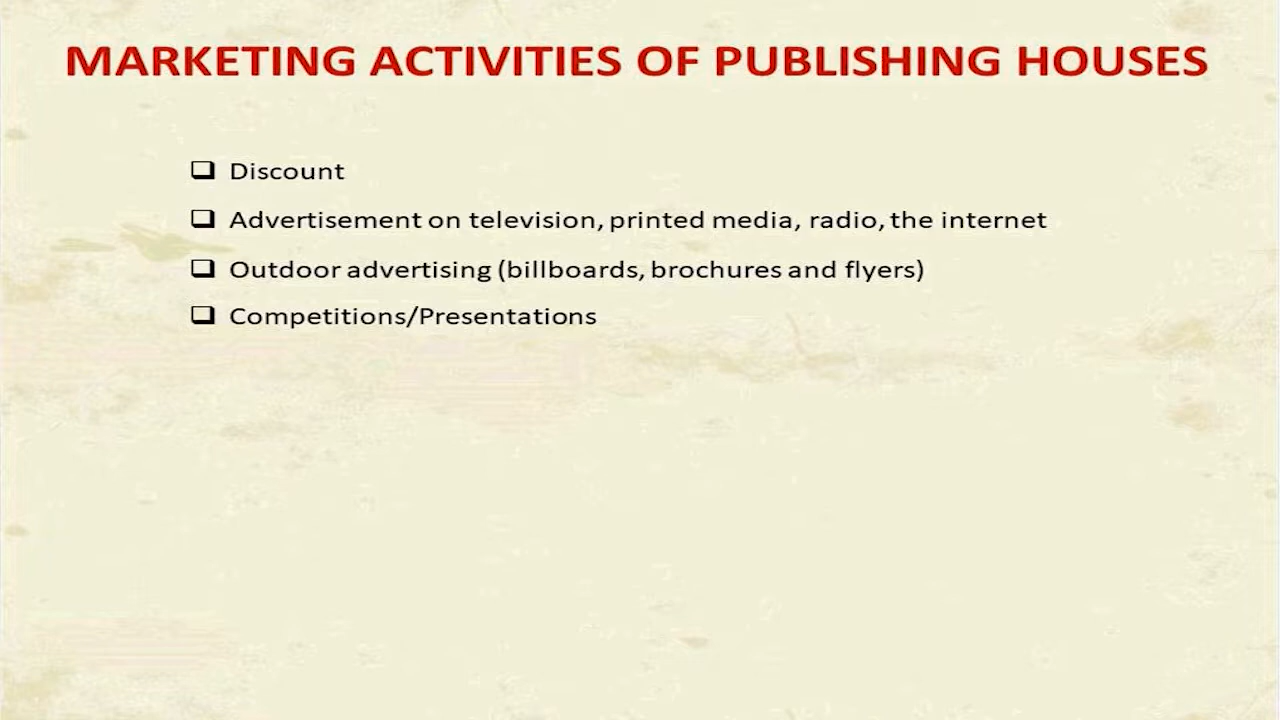 MARKETING ACTIVITIES OF PUBLISHING HOUSES
Discount
Advertisement on television, printed media, radio, the internet
Outdoor advertising (billboards, brochures and flyers)
Competitions/Presentations